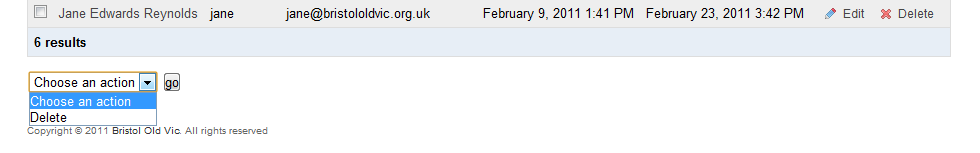 Jane Edwards Reynolds jane jane@bristololdvic.org.uk February 9, 2011 1:41 PM February 23, 2011 3:42 PM Edit Delete
6 results
Choose an action go
Choose an action
Delete
Copyright © 2011 Bristol Old Vic. All rights reserved